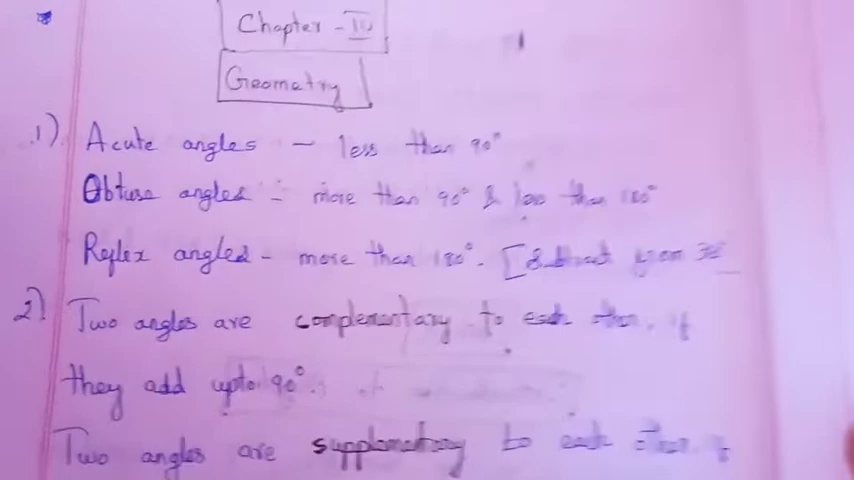 Chapter - IV
Geometry
1). Acute angles - less than 90°
Obtuse angles - more than 90° & less than 180°
Reflex angles - more than 180°. [Subtract from 36
2) Two angles are complementary to each other, if
they add upto 90°.
Two angles are supplementary to each other, if